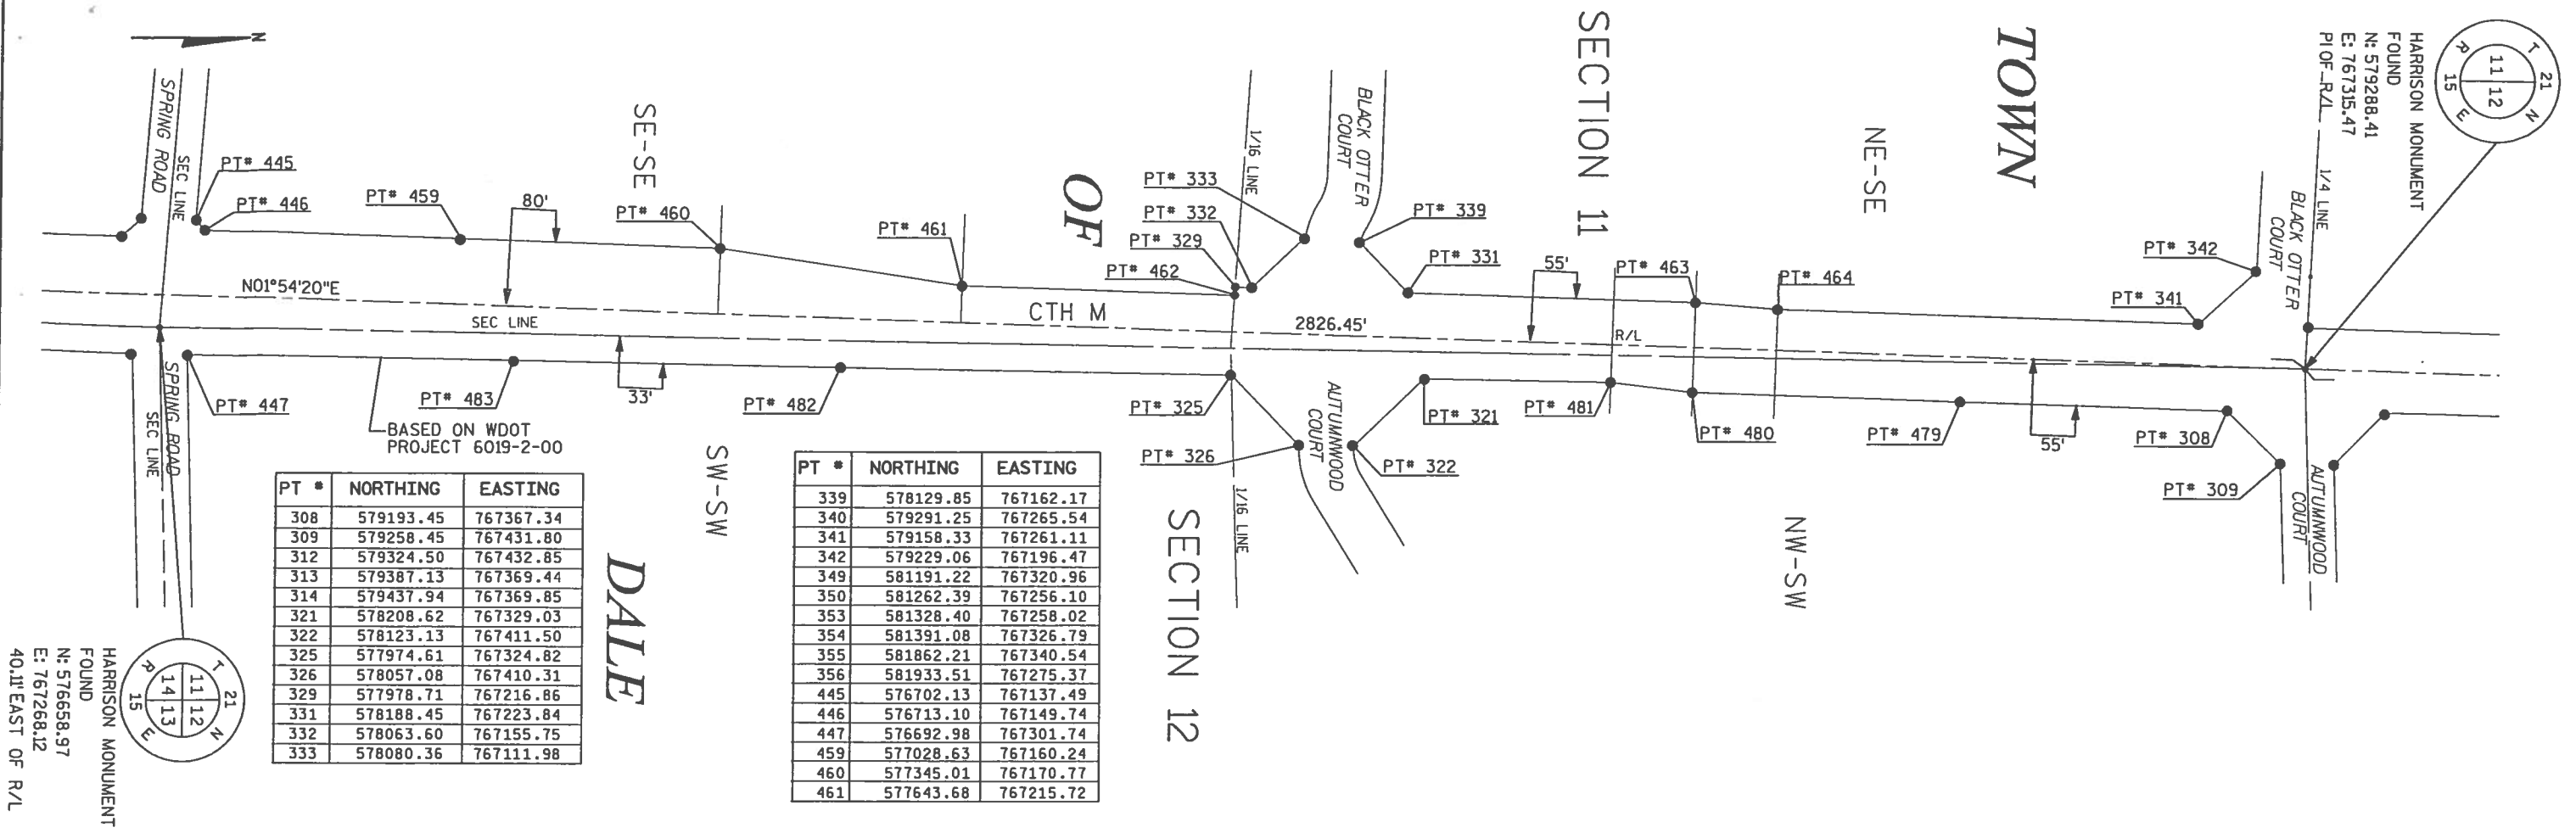 TOWN
OF
DALE
SECTION 11
SECTION 12
NE-SE
SE-SE
SW-SW
NW-SW
HARRISON MONUMENT
FOUND
N: 579288.41
E: 767315.47
PI OF R/L
T 21 N
R 15 E
11 12
1/4 LINE
BLACK OTTER
COURT
N
SPRING ROAD
SEC LINE
PT# 445
PT# 446
PT# 459
80'
PT# 460
PT# 461
PT# 333
PT# 332
PT# 329
PT# 462
1/16 LINE
BLACK OTTER
COURT
PT# 339
PT# 331
55'
PT# 463
PT# 464
PT# 342
PT# 341
N01°54'20"E
SEC LINE
CTH M
2826.45'
R/L
PT# 447
BASED ON WDOT
PROJECT 6019-2-00
PT# 483
33'
PT# 482
PT# 325
PT# 326
AUTUMNWOOD
COURT
PT# 322
PT# 321
PT# 481
PT# 480
PT# 479
55'
PT# 308
PT# 309
AUTUMNWOOD
COURT
1/16 LINE
SPRING ROAD
SEC LINE
PT # NORTHING EASTING
308 579193.45 767367.34
309 579258.45 767431.80
312 579324.50 767432.85
313 579387.13 767369.44
314 579437.94 767369.85
321 578208.62 767329.03
322 578123.13 767411.50
325 577974.61 767324.82
326 578057.08 767410.31
329 577978.71 767216.86
331 578188.45 767223.84
332 578063.60 767155.75
333 578080.36 767111.98
PT # NORTHING EASTING
339 578129.85 767162.17
340 579291.25 767265.54
341 579158.33 767261.11
342 579229.06 767196.47
349 581191.22 767320.96
350 581262.39 767256.10
353 581328.40 767258.02
354 581391.08 767326.79
355 581862.21 767340.54
356 581933.51 767275.37
445 576702.13 767137.49
446 576713.10 767149.74
447 576692.98 767301.74
459 577028.63 767160.24
460 577345.01 767170.77
461 577643.68 767215.72
T 21 N
R 15 E
11 12
14 13
HARRISON MONUMENT
FOUND
N: 576658.97
E: 767268.12
40.11' EAST OF R/L